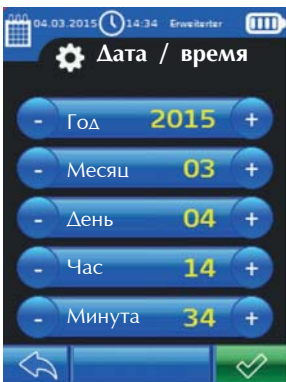 04.03.2015 14:34 Erweiterter
Дата / время
- Год 2015 +
- Месяц 03 +
- День 04 +
- Час 14 +
- Минута 34 +